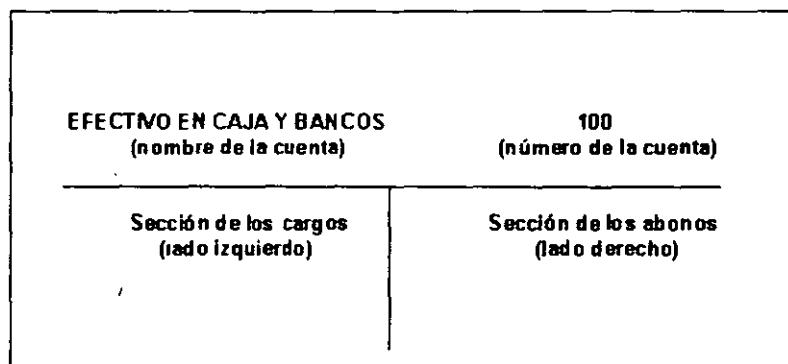 EFECTIVO EN CAJA Y BANCOS 100
(nombre de la cuenta) (número de la cuenta)
Sección de los cargos Sección de los abonos
(lado izquierdo) (lado derecho)